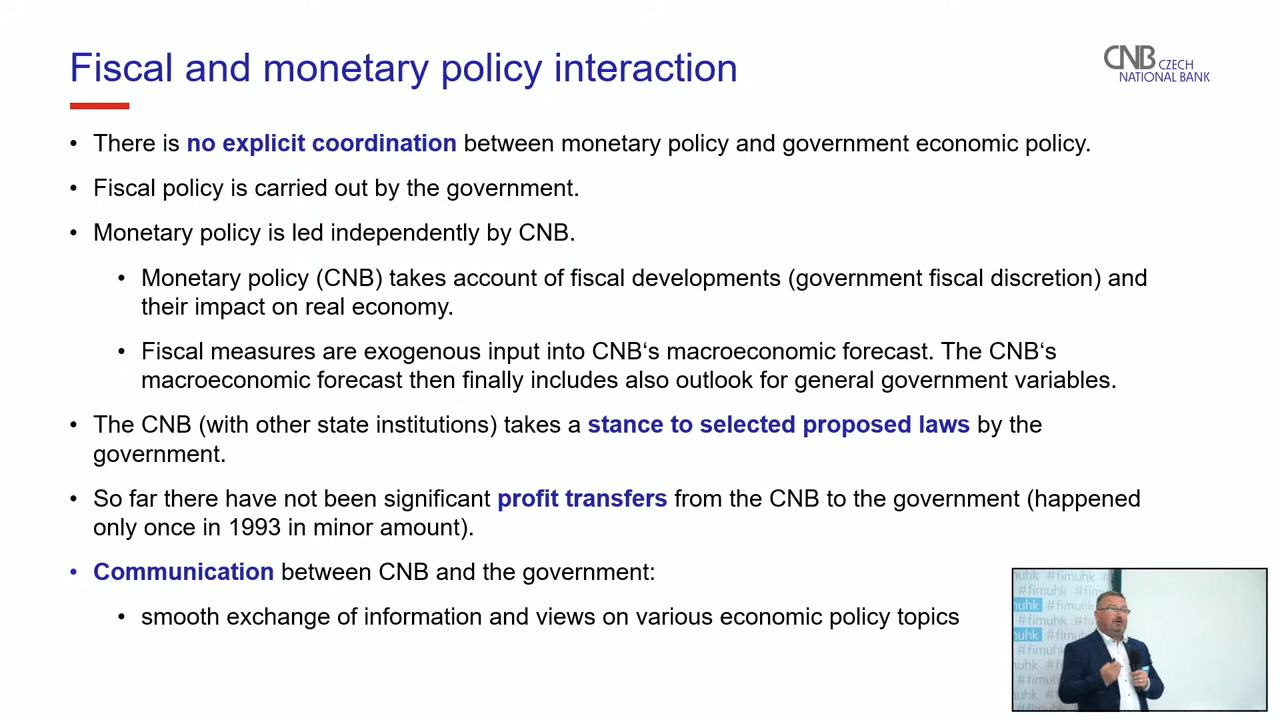 Fiscal and monetary policy interaction
CNB CZECH
NATIONAL BANK
• There is no explicit coordination between monetary policy and government economic policy.
• Fiscal policy is carried out by the government.
• Monetary policy is led independently by CNB.
• Monetary policy (CNB) takes account of fiscal developments (government fiscal discretion) and
their impact on real economy.
• Fiscal measures are exogenous input into CNB‘s macroeconomic forecast. The CNB‘s
macroeconomic forecast then finally includes also outlook for general government variables.
• The CNB (with other state institutions) takes a stance to selected proposed laws by the
government.
• So far there have not been significant profit transfers from the CNB to the government (happened
only once in 1993 in minor amount).
• Communication between CNB and the government:
• smooth exchange of information and views on various economic policy topics
#fimuhk